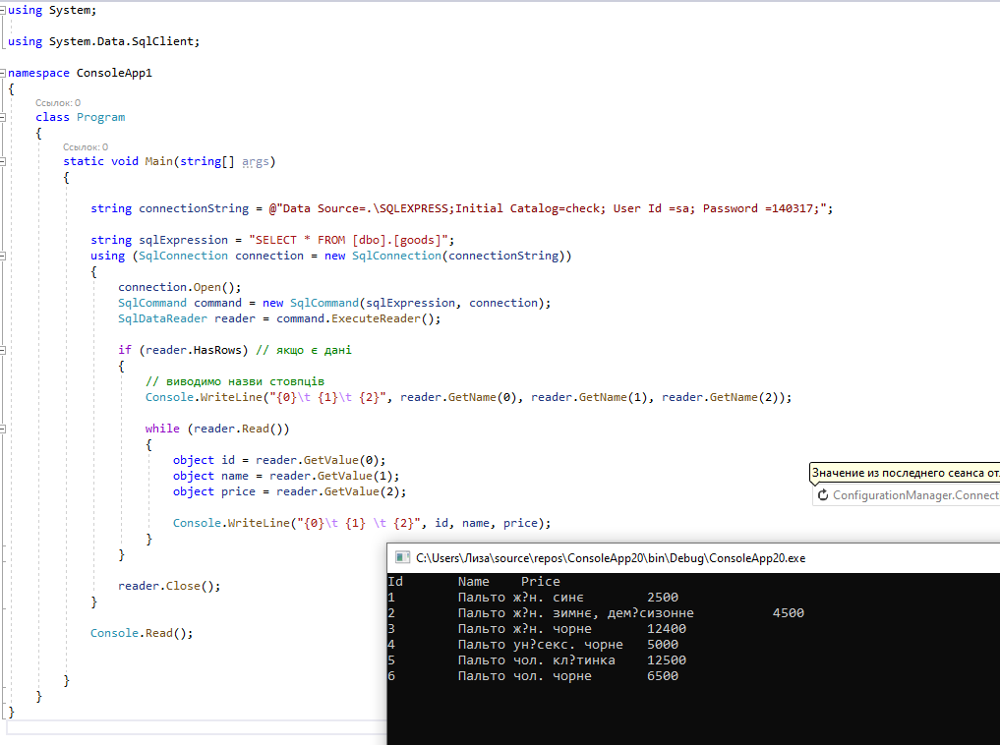 using System;
using System.Data.SqlClient;
namespace ConsoleApp1
{
Ссылок: 0
class Program
{
Ссылок: 0
static void Main(string[] args)
{
string connectionString = @"Data Source=.\SQLEXPRESS;Initial Catalog=check; User Id =sa; Password =140317;";
string sqlExpression = "SELECT * FROM [dbo].[goods]";
using (SqlConnection connection = new SqlConnection(connectionString))
{
connection.Open();
SqlCommand command = new SqlCommand(sqlExpression, connection);
SqlDataReader reader = command.ExecuteReader();
if (reader.HasRows) // якщо є дані
{
// виводимо назви стовпців
Console.WriteLine("{0}\t {1}\t {2}", reader.GetName(0), reader.GetName(1), reader.GetName(2));
while (reader.Read())
{
object id = reader.GetValue(0);
object name = reader.GetValue(1);
object price = reader.GetValue(2);
Console.WriteLine("{0}\t {1} \t {2}", id, name, price);
}
}
reader.Close();
}
Console.Read();
}
}
}
Значение из последнего сеанса от
ConfigurationManager.Connect
C:\Users\Лиза\source\repos\ConsoleApp20\bin\Debug\ConsoleApp20.exe
Id Name Price
1 Пальто ж?н. синє 2500
2 Пальто ж?н. зимнє, дем?сизонне 4500
3 Пальто ж?н. чорне 12400
4 Пальто ун?секс. чорне 5000
5 Пальто чол. кл?тинка 12500
6 Пальто чол. чорне 6500